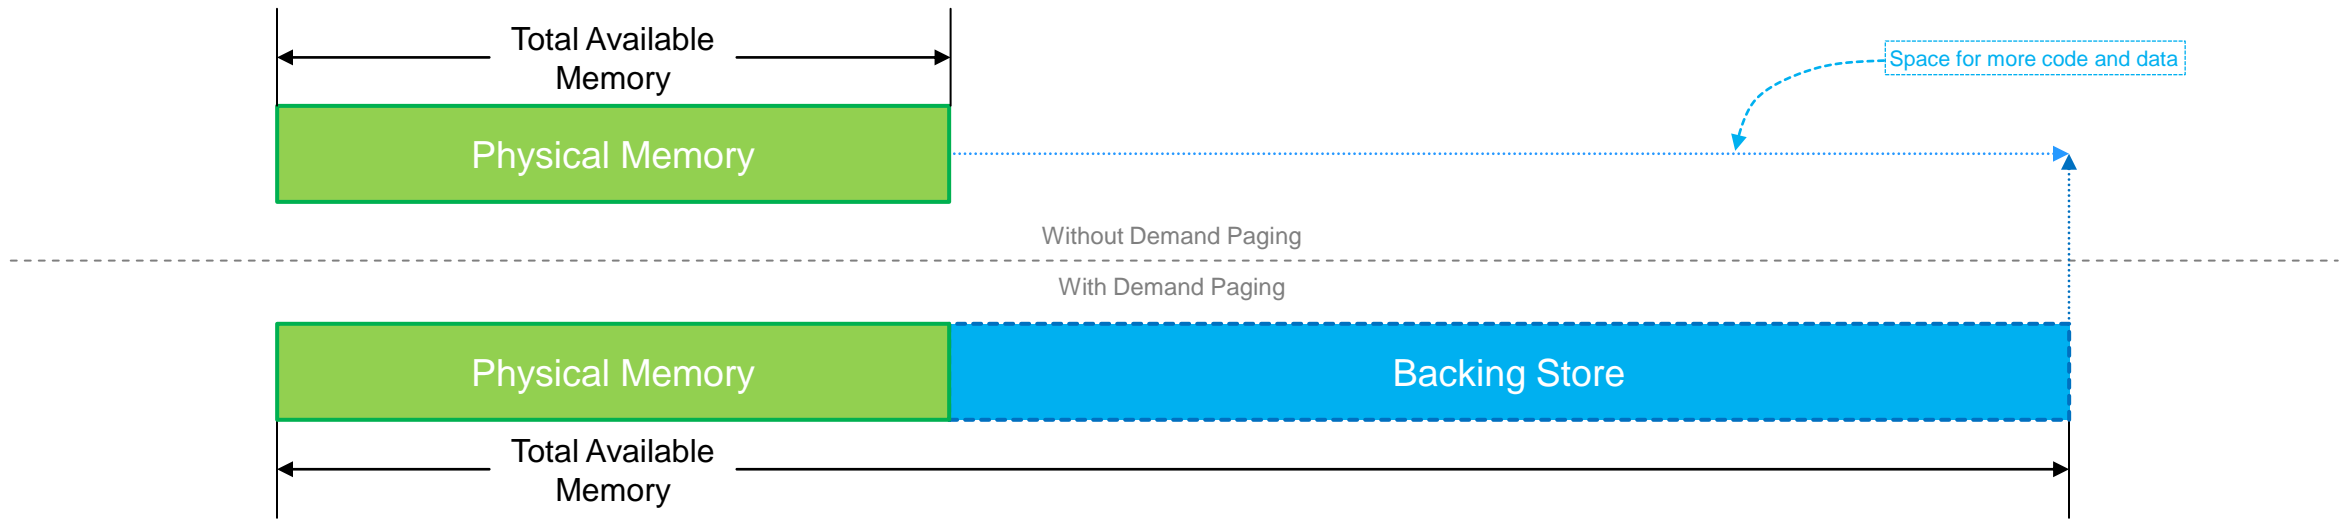 Total Available
Memory
Space for more code and data
Physical Memory
Without Demand Paging
With Demand Paging
Physical Memory
Backing Store
Total Available
Memory